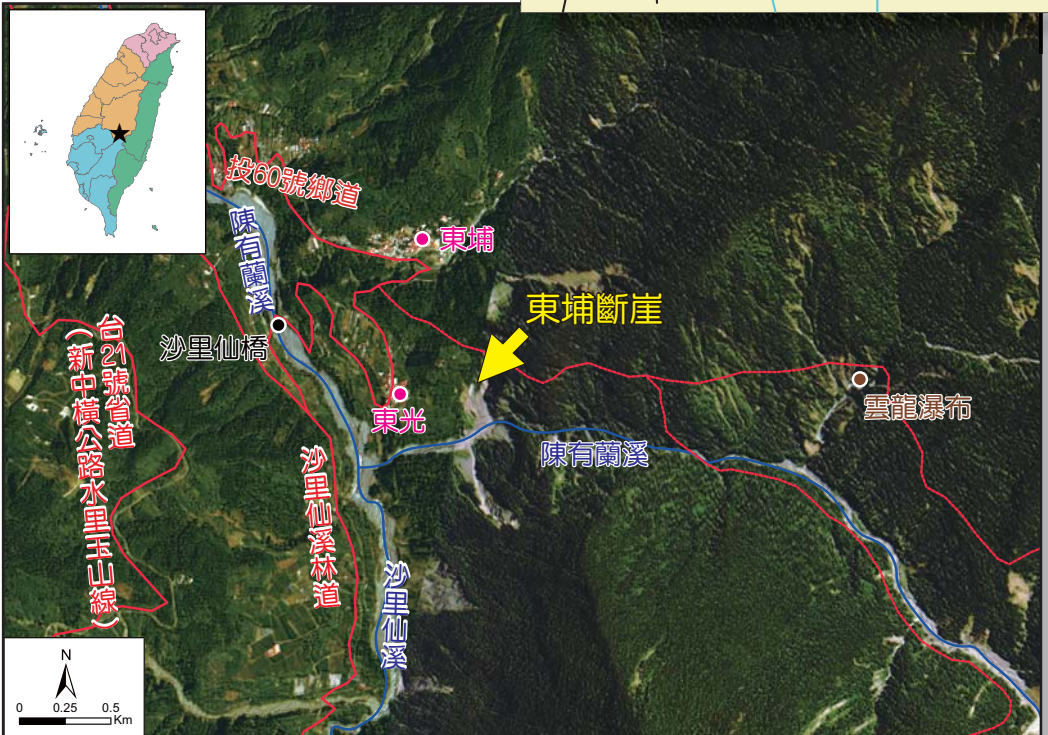 投60號鄉道
陳有蘭溪
東埔
東埔斷崖
沙里仙橋
台21號省道
（新中橫公路水里玉山線）
東光
雲龍瀑布
陳有蘭溪
沙里仙溪林道
沙里仙溪
N
0 0.25 0.5
Km